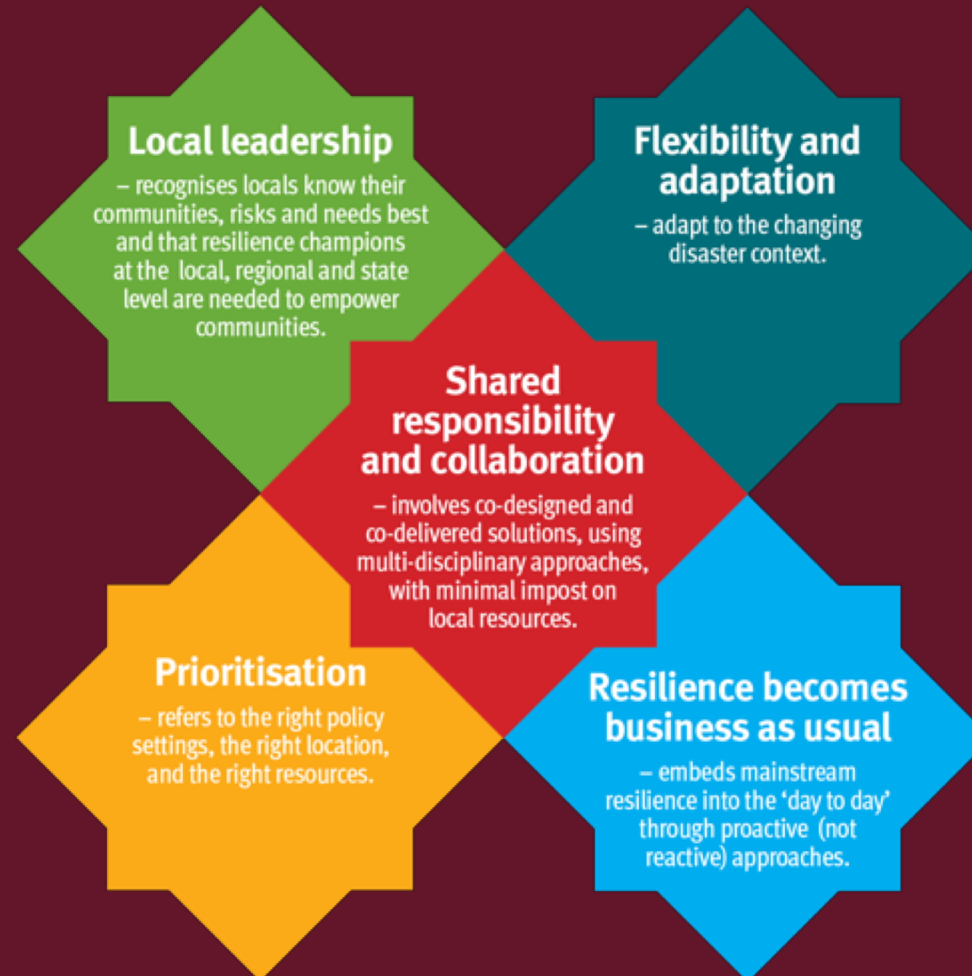 Local leadership
– recognises locals know their
communities, risks and needs best
and that resilience champions
at the local, regional and state
level are needed to empower
communities.
Flexibility and
adaptation
– adapt to the changing
disaster context.
Shared
responsibility
and collaboration
– involves co-designed and
co-delivered solutions, using
multi-disciplinary approaches,
with minimal impost on
local resources.
Prioritisation
– refers to the right policy
settings, the right location,
and the right resources.
Resilience becomes
business as usual
– embeds mainstream
resilience into the ‘day to day’
through proactive (not
reactive) approaches.